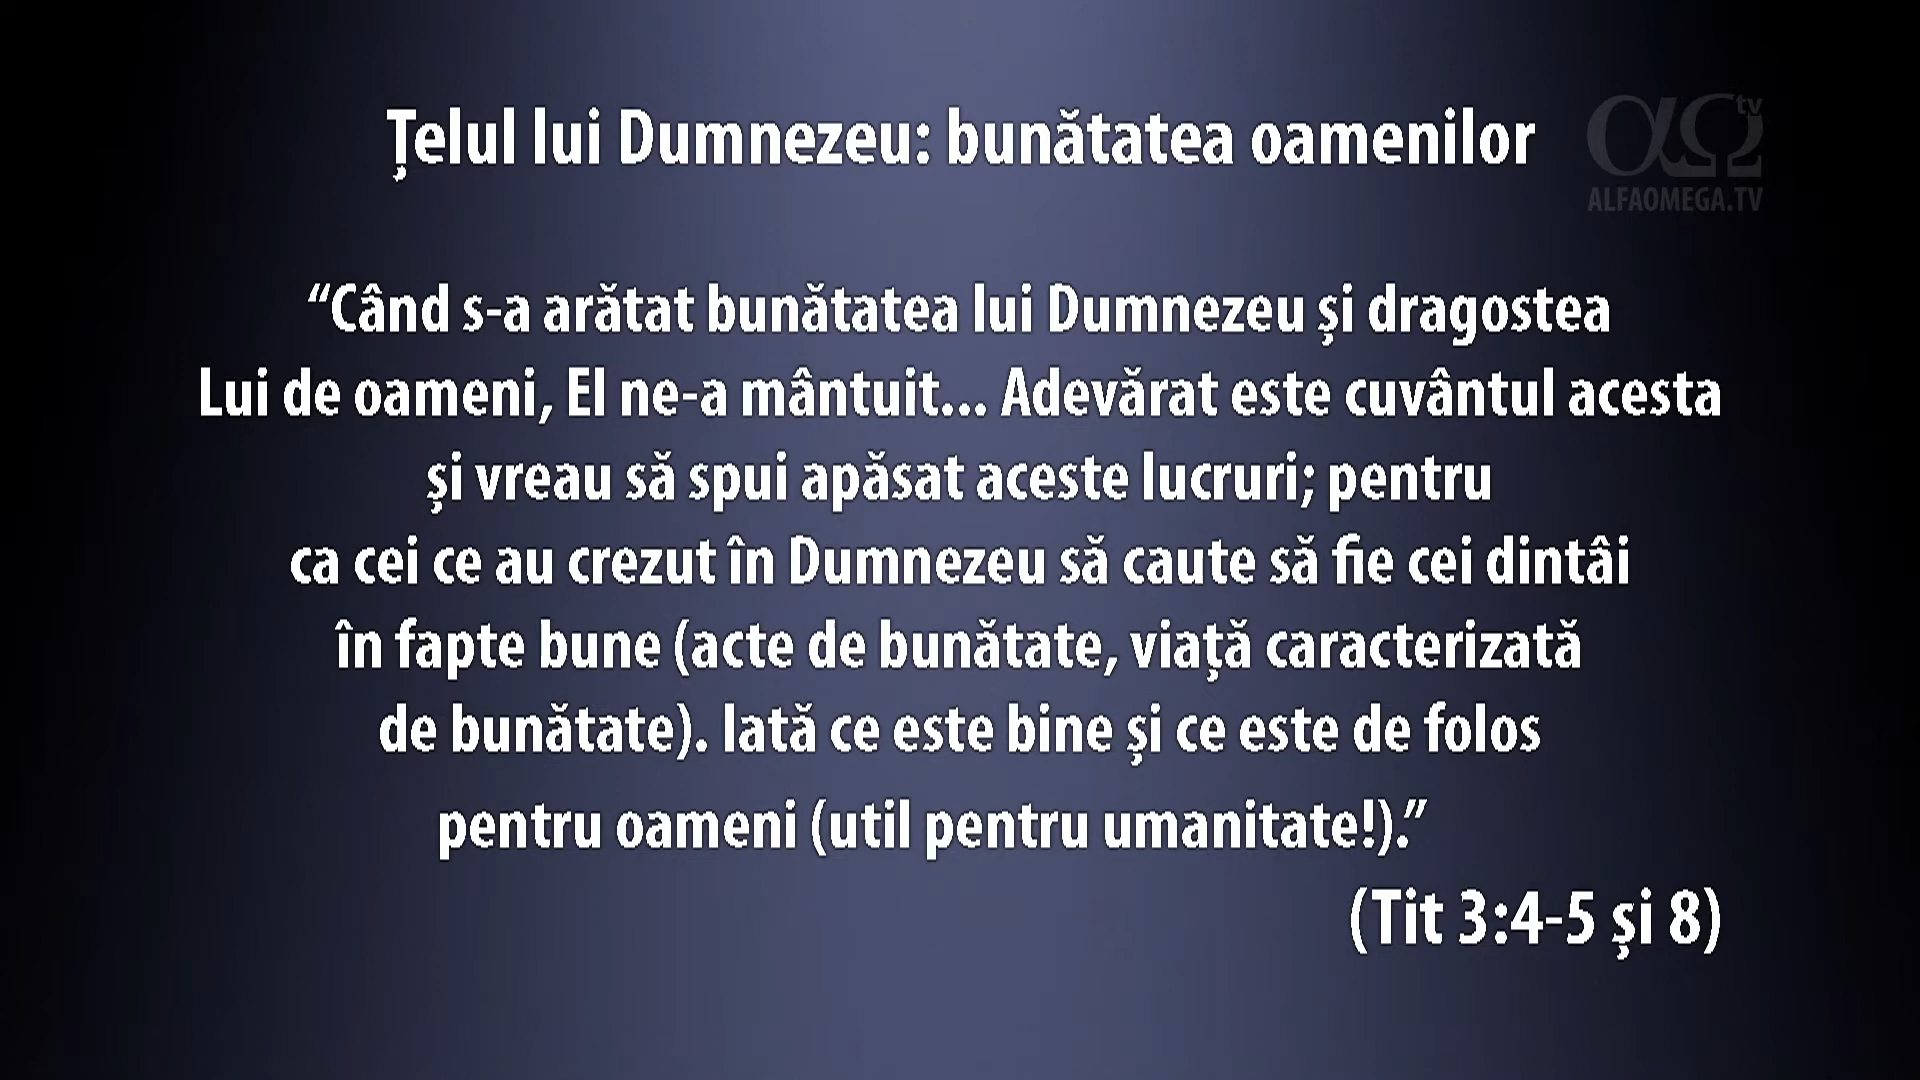 Țelul lui Dumnezeu: bunătatea oamenilor
αΩ tv
ALFAOMEGA.TV
“Când s-a arătat bunătatea lui Dumnezeu și dragostea
Lui de oameni, El ne-a mântuit... Adevărat este cuvântul acesta
și vreau să spui apăsat aceste lucruri; pentru
ca cei ce au crezut în Dumnezeu să caute să fie cei dintâi
în fapte bune (acte de bunătate, viață caracterizată
de bunătate). Iată ce este bine și ce este de folos
pentru oameni (util pentru umanitate!).”
(Tit 3:4-5 și 8)